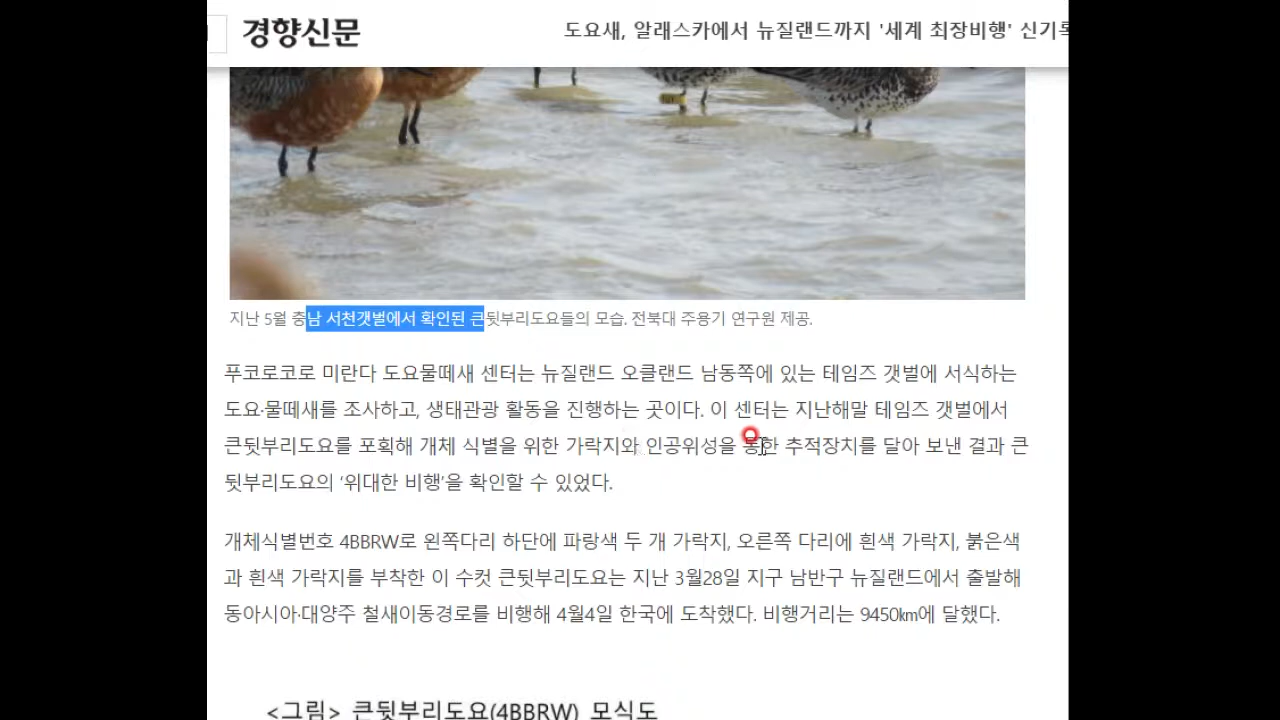 경향신문
도요새, 알래스카에서 뉴질랜드까지 '세계 최장비행' 신기록
지난 5월 충남 서천갯벌에서 확인된 큰뒷부리도요들의 모습. 전북대 주용기 연구원 제공.
푸코로코로 미란다 도요물떼새 센터는 뉴질랜드 오클랜드 남동쪽에 있는 테임즈 갯벌에 서식하는
도요·물떼새를 조사하고, 생태관광 활동을 진행하는 곳이다. 이 센터는 지난해말 테임즈 갯벌에서
큰뒷부리도요를 포획해 개체 식별을 위한 가락지와 인공위성을 통한 추적장치를 달아 보낸 결과 큰
뒷부리도요의 '위대한 비행'을 확인할 수 있었다.
개체식별번호 4BBRW로 왼쪽다리 하단에 파랑색 두 개 가락지, 오른쪽 다리에 흰색 가락지, 붉은색
과 흰색 가락지를 부착한 이 수컷 큰뒷부리도요는 지난 3월28일 지구 남반구 뉴질랜드에서 출발해
동아시아·대양주 철새이동경로를 비행해 4월4일 한국에 도착했다. 비행거리는 9450㎞에 달했다.
<그림> 큰뒷부리도요(4BBRW) 모식도